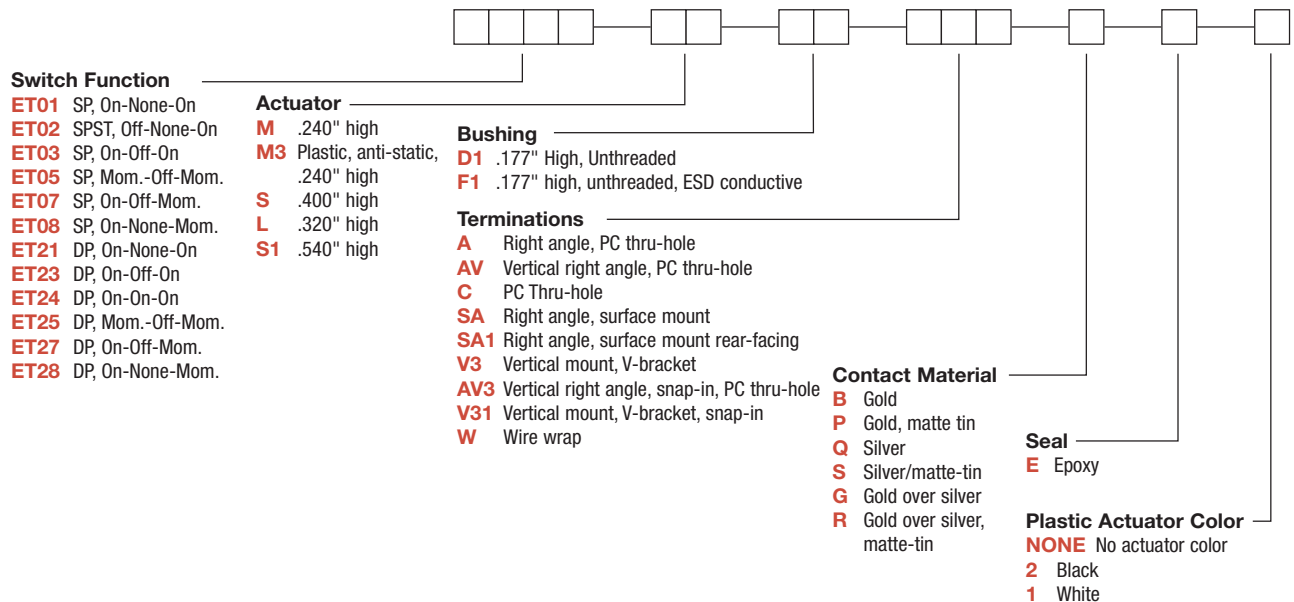 Switch Function
ET01 SP, On-None-On
ET02 SPST, Off-None-On
ET03 SP, On-Off-On
ET05 SP, Mom.-Off-Mom.
ET07 SP, On-Off-Mom.
ET08 SP, On-None-Mom.
ET21 DP, On-None-On
ET23 DP, On-Off-On
ET24 DP, On-On-On
ET25 DP, Mom.-Off-Mom.
ET27 DP, On-Off-Mom.
ET28 DP, On-None-Mom.
Actuator
M .240" high
M3 Plastic, anti-static,
.240" high
S .400" high
L .320" high
S1 .540" high
Bushing
D1 .177" High, Unthreaded
F1 .177" high, unthreaded, ESD conductive
Terminations
A Right angle, PC thru-hole
AV Vertical right angle, PC thru-hole
C PC Thru-hole
SA Right angle, surface mount
SA1 Right angle, surface mount rear-facing
V3 Vertical mount, V-bracket
AV3 Vertical right angle, snap-in, PC thru-hole
V31 Vertical mount, V-bracket, snap-in
W Wire wrap
Contact Material
B Gold
P Gold, matte tin
Q Silver
S Silver/matte-tin
G Gold over silver
R Gold over silver,
matte-tin
Seal
E Epoxy
Plastic Actuator Color
NONE No actuator color
2 Black
1 White